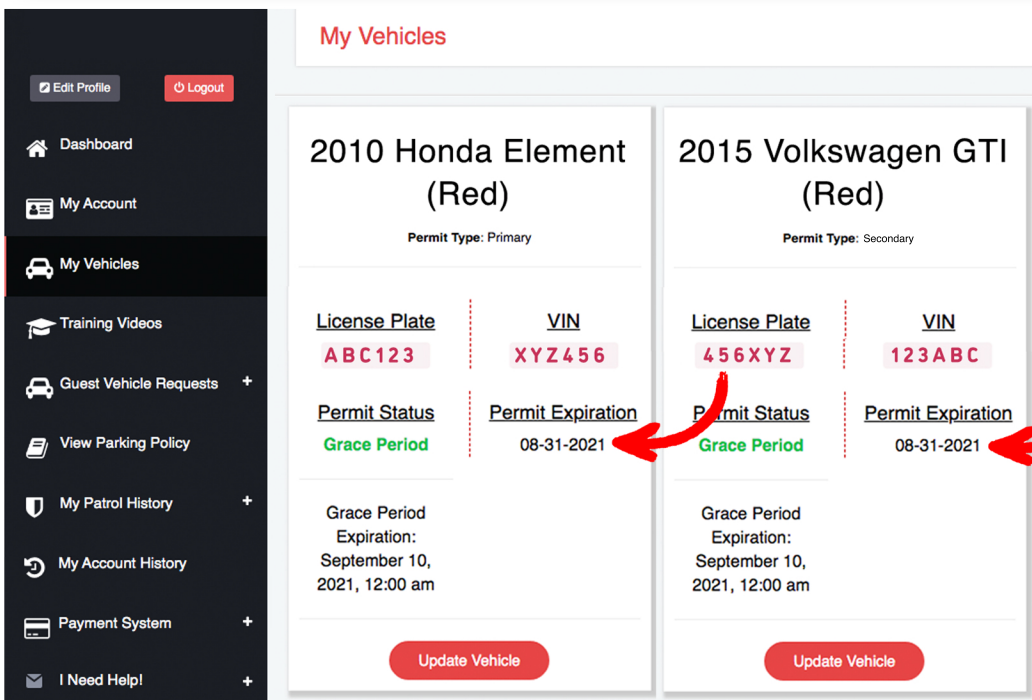 My Vehicles
Edit Profile
Logout
Dashboard
My Account
My Vehicles
Training Videos
Guest Vehicle Requests +
View Parking Policy
My Patrol History +
My Account History
Payment System +
I Need Help! +
2010 Honda Element
(Red)
Permit Type: Primary
License Plate
VIN
ABC123
XYZ456
Permit Status
Permit Expiration
Grace Period
08-31-2021
Grace Period
Expiration:
September 10,
2021, 12:00 am
Update Vehicle
2015 Volkswagen GTI
(Red)
Permit Type: Secondary
License Plate
VIN
456XYZ
123ABC
Permit Status
Permit Expiration
Grace Period
08-31-2021
Grace Period
Expiration:
September 10,
2021, 12:00 am
Update Vehicle